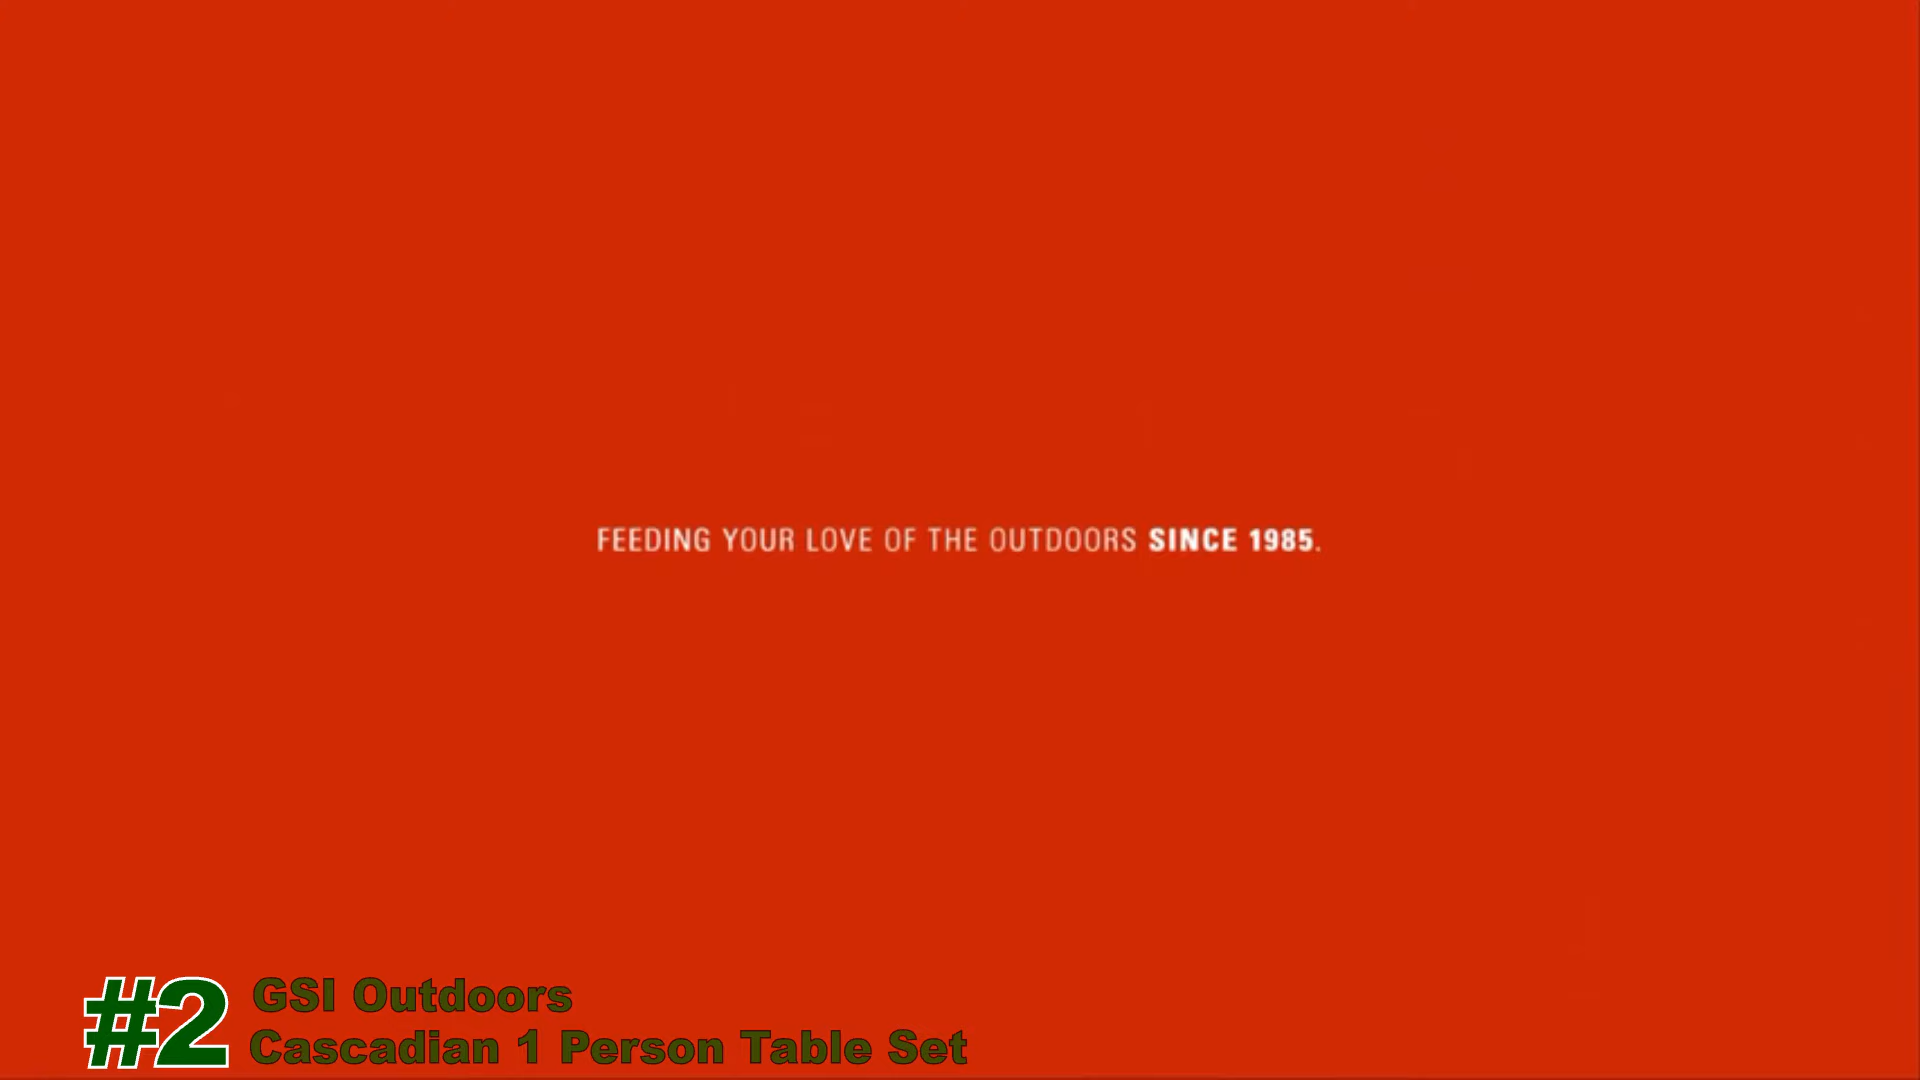 FEEDING YOUR LOVE OF THE OUTDOORS SINCE 1985.
#2
GSI Outdoors
Cascadian 1 Person Table Set